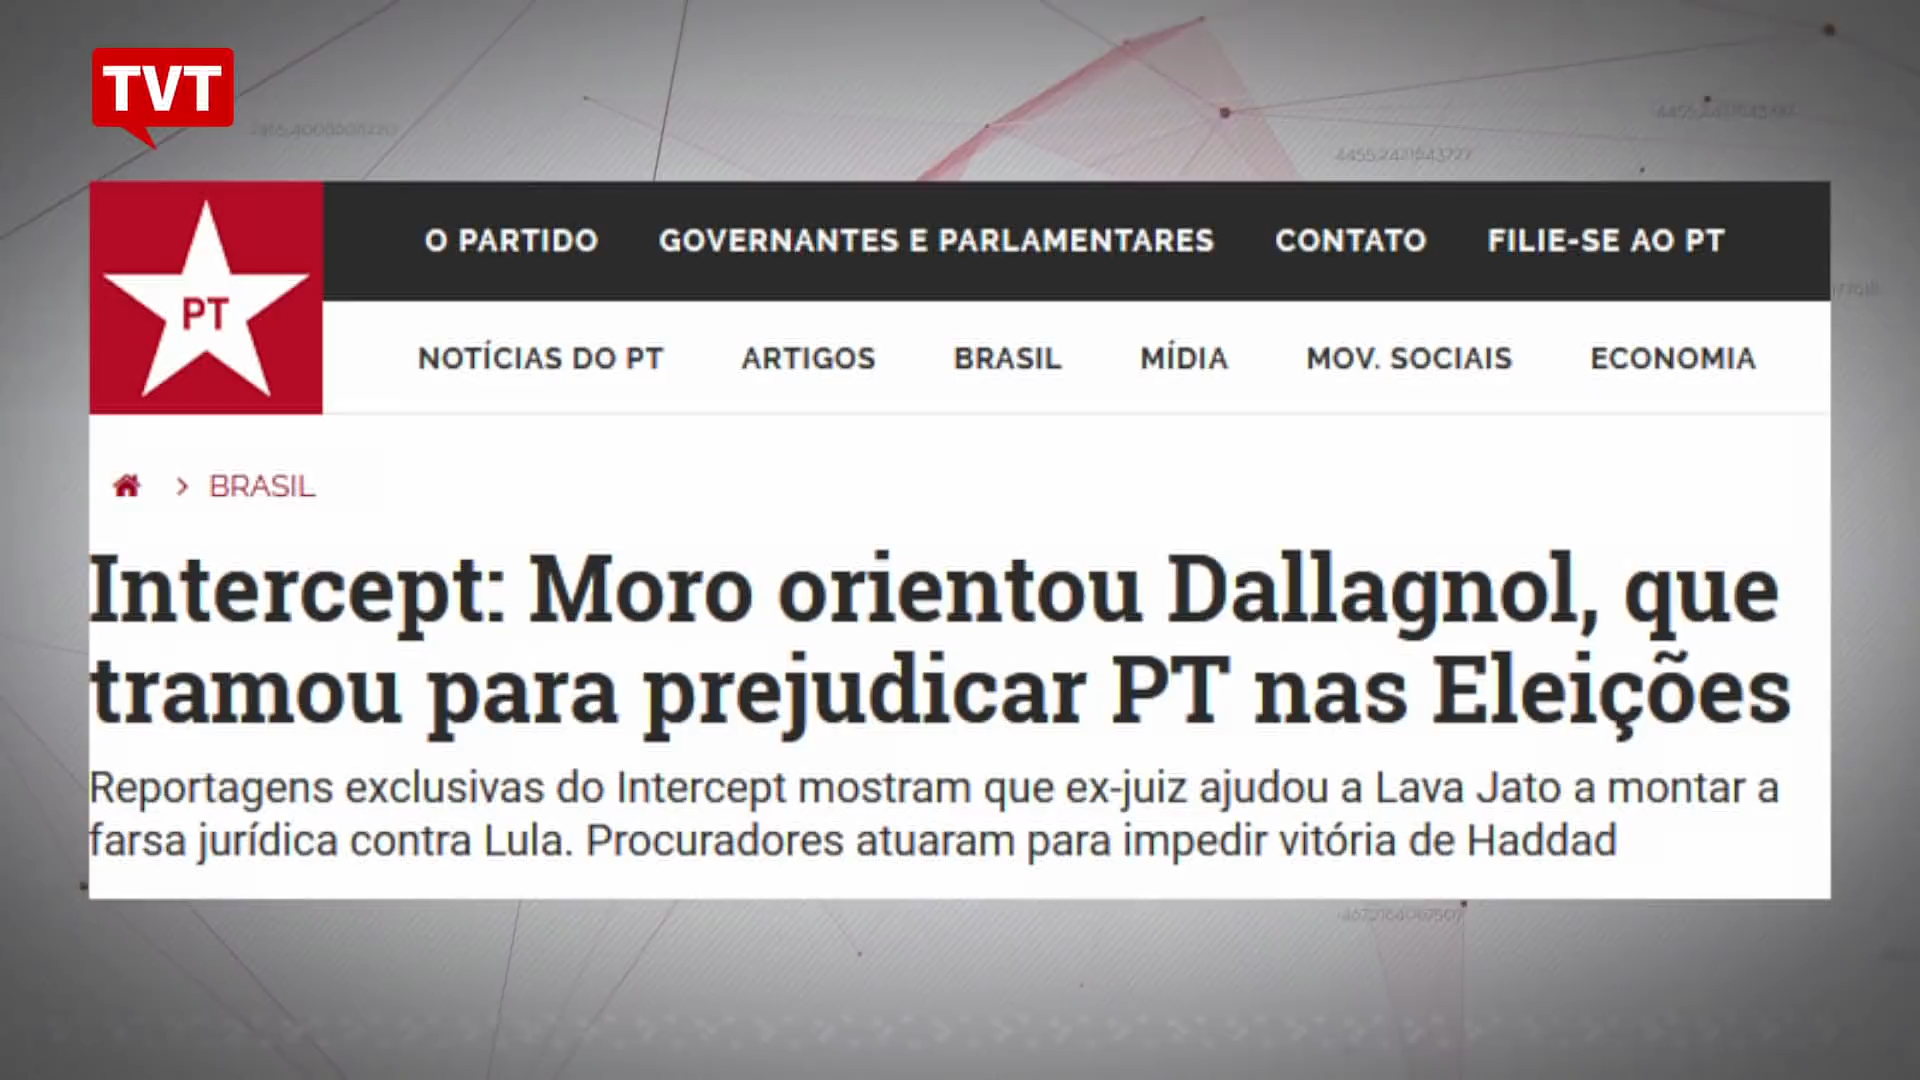 TVT
PT
O PARTIDO GOVERNANTES E PARLAMENTARES CONTATO FILIE-SE AO PT
NOTÍCIAS DO PT ARTIGOS BRASIL MÍDIA MOV. SOCIAIS ECONOMIA
> BRASIL
Intercept: Moro orientou Dallagnol, que
tramou para prejudicar PT nas Eleições
Reportagens exclusivas do Intercept mostram que ex-juiz ajudou a Lava Jato a montar a
farsa jurídica contra Lula. Procuradores atuaram para impedir vitória de Haddad